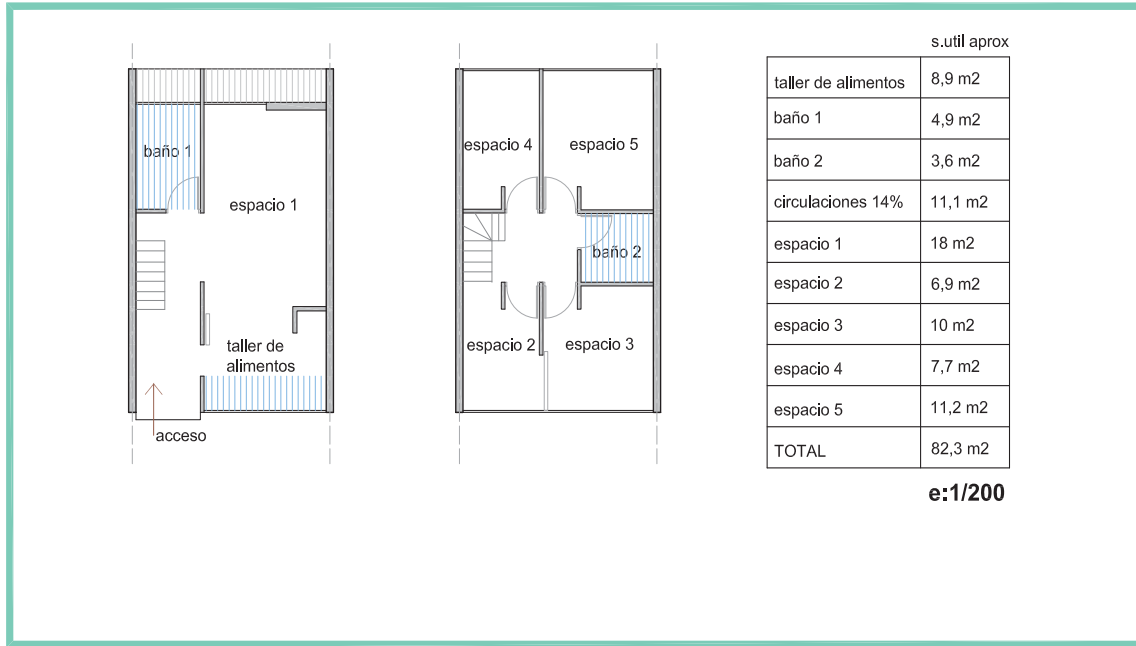 baño 1
espacio 1
taller de
alimentos
acceso
espacio 4
espacio 5
baño 2
espacio 2
espacio 3
s.util aprox
taller de alimentos 8,9 m2
baño 1 4,9 m2
baño 2 3,6 m2
circulaciones 14% 11,1 m2
espacio 1 18 m2
espacio 2 6,9 m2
espacio 3 10 m2
espacio 4 7,7 m2
espacio 5 11,2 m2
TOTAL 82,3 m2
e:1/200